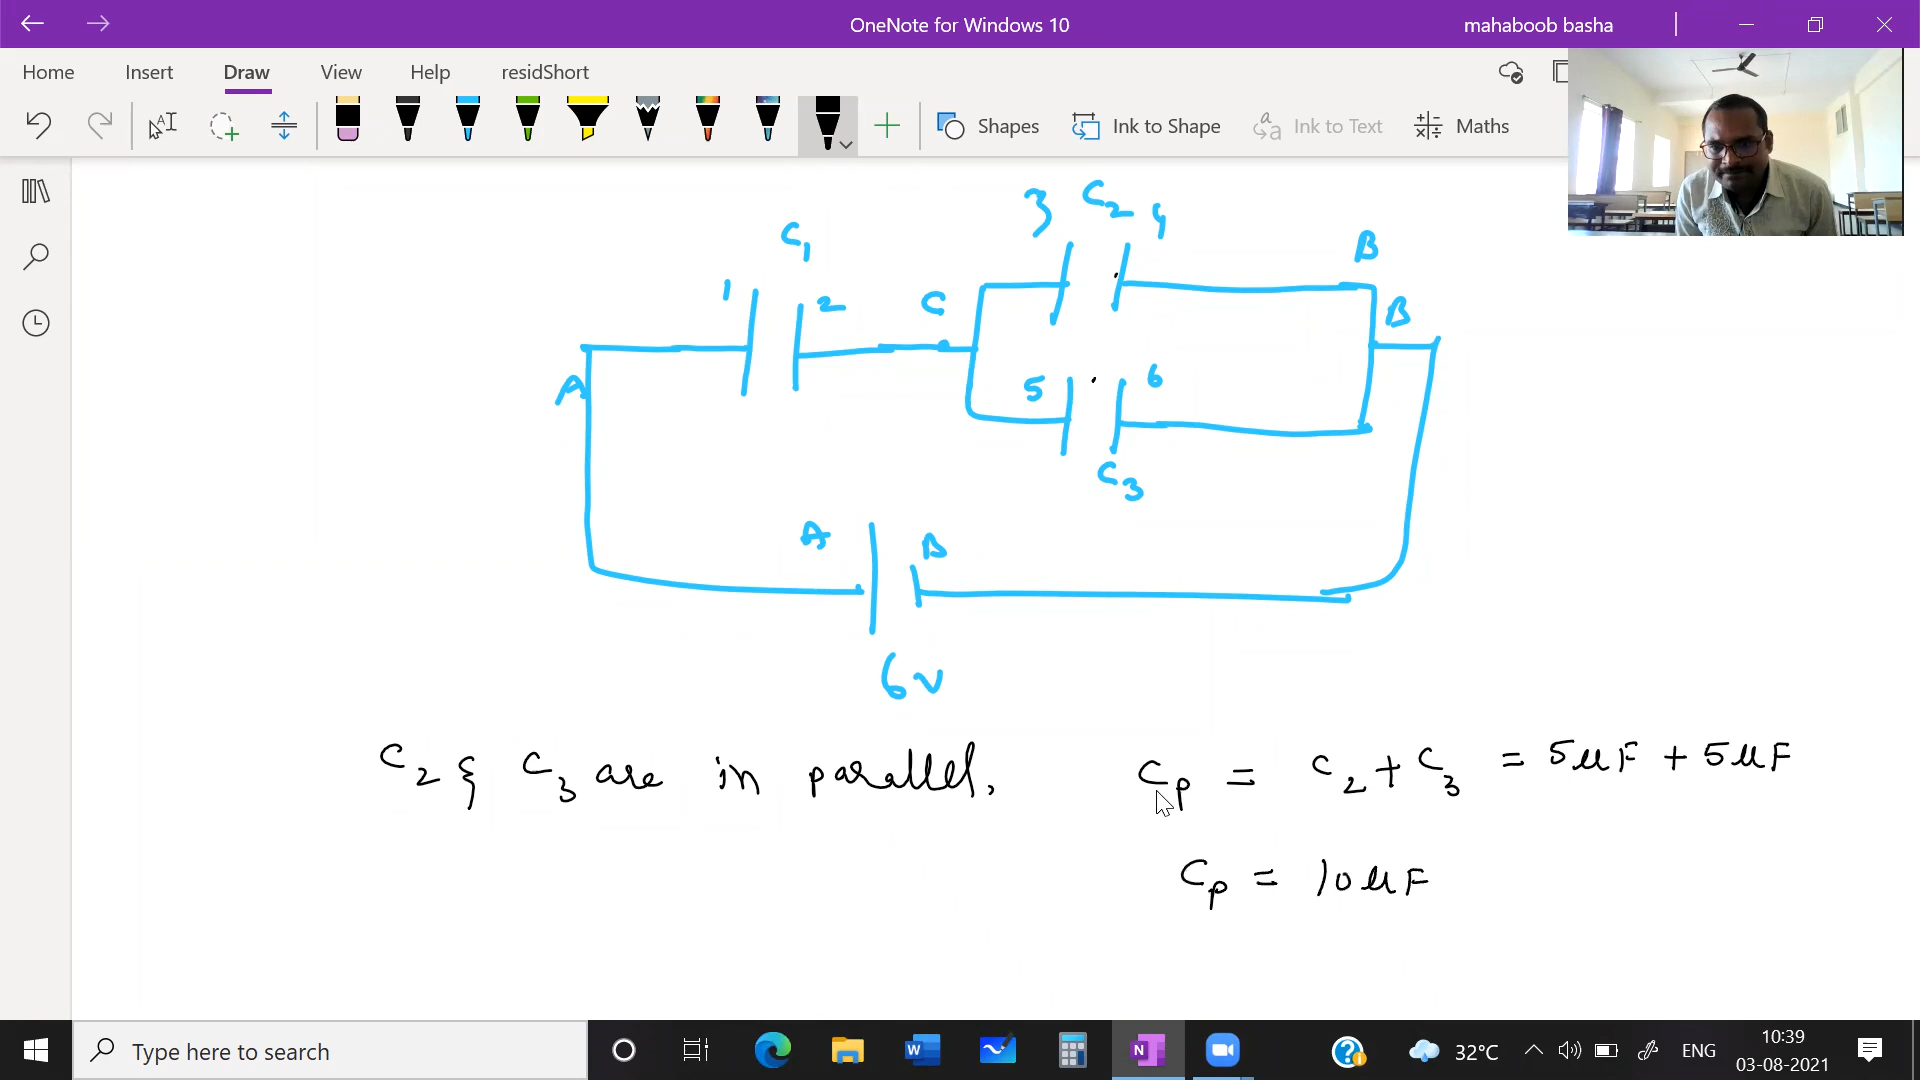 OneNote for Windows 10
mahaboob basha
Home Insert Draw View Help residShort
Shapes Ink to Shape Ink to Text Maths
3 C2 4
C1
B
1 2 C
B
A
5 6
C3
A B
6v
C2 & C3 are in parallel. Cp = C2 + C3 = 5μF + 5μF
Cp = 10μF
Type here to search
32°C ENG 10:39
03-08-2021